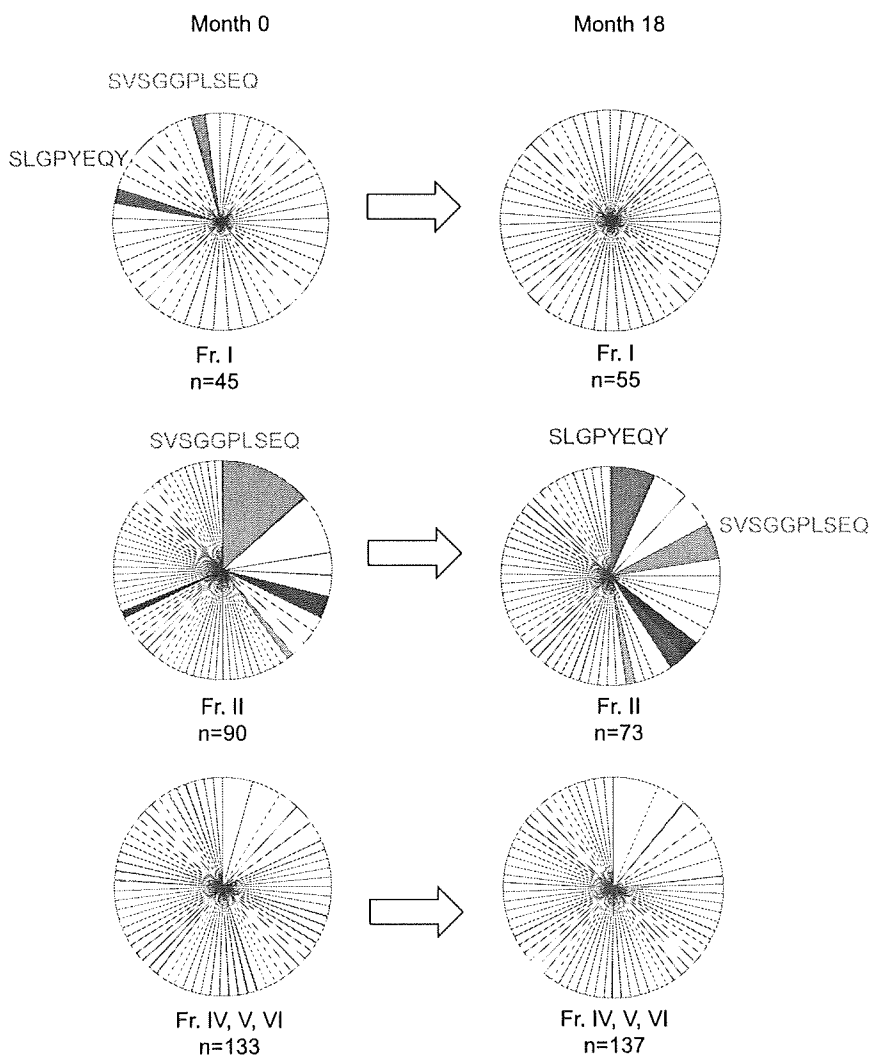 Month 0
Month 18
SVSGGPLSEQ
SLGPYEQY
Fr. I
n=45
Fr. I
n=55
SVSGGPLSEQ
SLGPYEQY
SVSGGPLSEQ
Fr. II
n=90
Fr. II
n=73
Fr. IV, V, VI
n=133
Fr. IV, V, VI
n=137